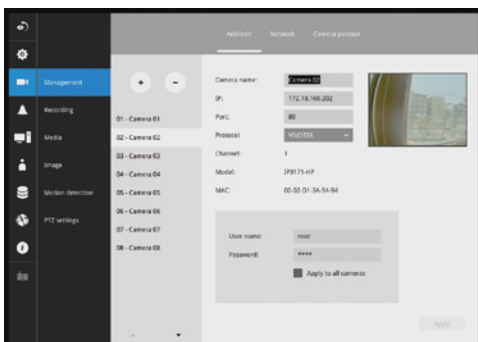 Add/edit Network Camera position
Management
Recording
Media
Image
Motion detection
PTZ settings
01 - Camera 01
02 - Camera 02
03 - Camera 03
04 - Camera 04
05 - Camera 05
06 - Camera 06
07 - Camera 07
08 - Camera 08
Camera name: Camera 02
IP: 172.18.160.202
Port: 80
Protocol VIVOTEK
Channel: 1
Model: IP9171-HP
MAC: 00-02-D1-3A-54-94
User name: root
Password: ****
Apply to all cameras
Apply